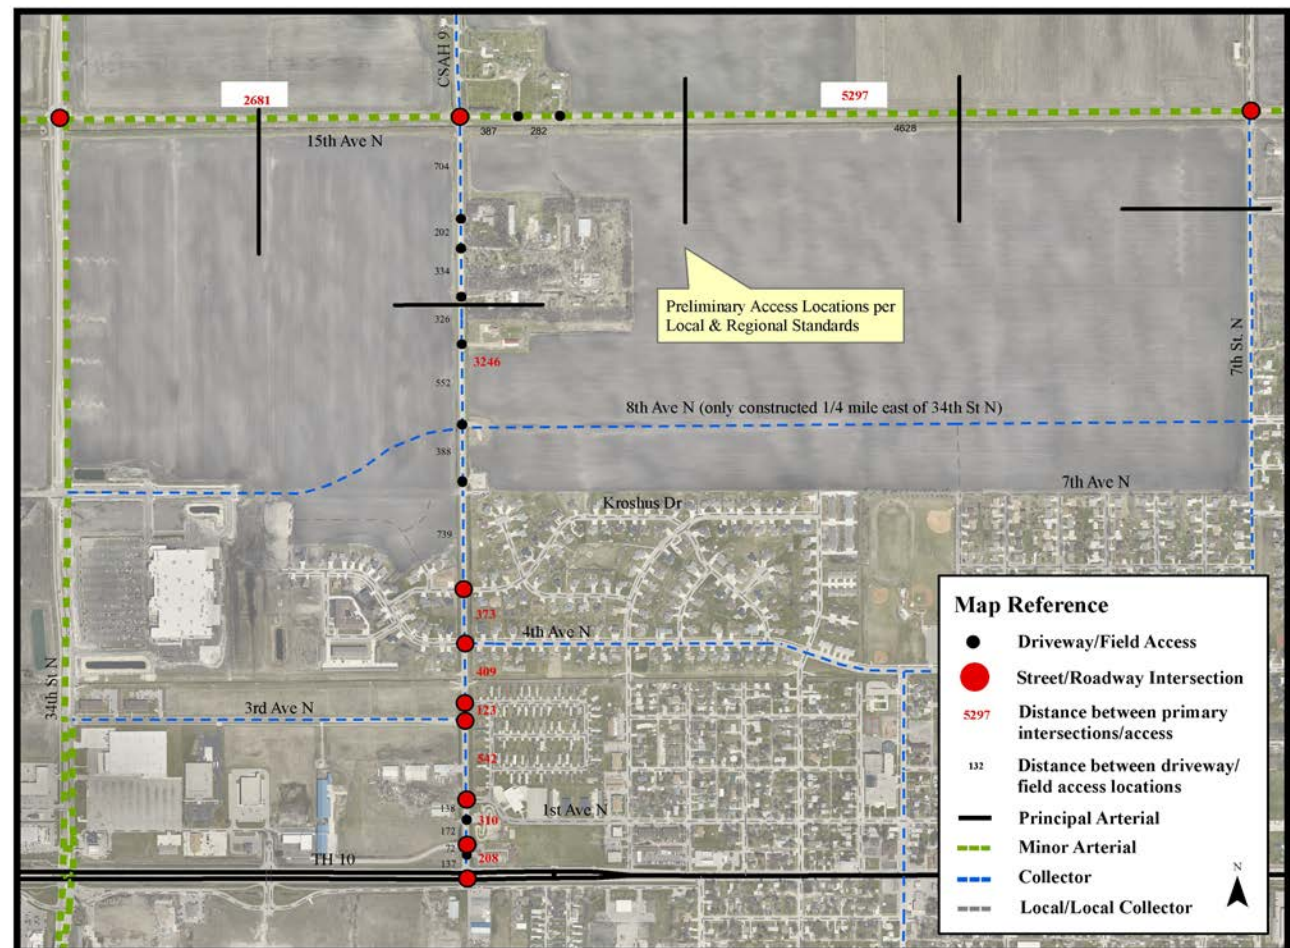 CSAH 9
2681
5297
15th Ave N
387
282
4628
704
202
334
326
Preliminary Access Locations per
Local & Regional Standards
3246
7th St. N
552
8th Ave N (only constructed 1/4 mile east of 34th St N)
388
7th Ave N
Kroshus Dr
739
373
4th Ave N
409
34th St N
3rd Ave N
123
542
138
310
1st Ave N
172
72
208
TH 10
137
Map Reference
Driveway/Field Access
Street/Roadway Intersection
5297
Distance between primary
intersections/access
132
Distance between driveway/
field access locations
Principal Arterial
Minor Arterial
Collector
Local/Local Collector
N